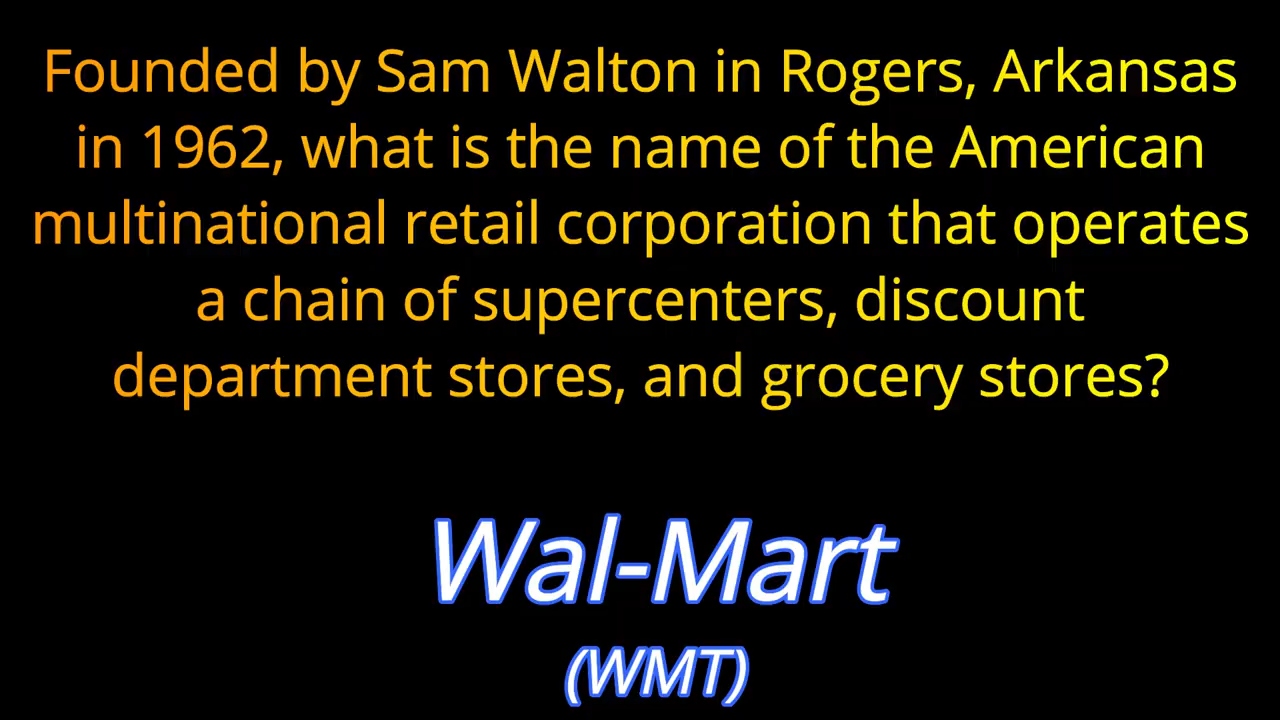 Founded by Sam Walton in Rogers, Arkansas
in 1962, what is the name of the American
multinational retail corporation that operates
a chain of supercenters, discount
department stores, and grocery stores?
Wal-Mart
(WMT)